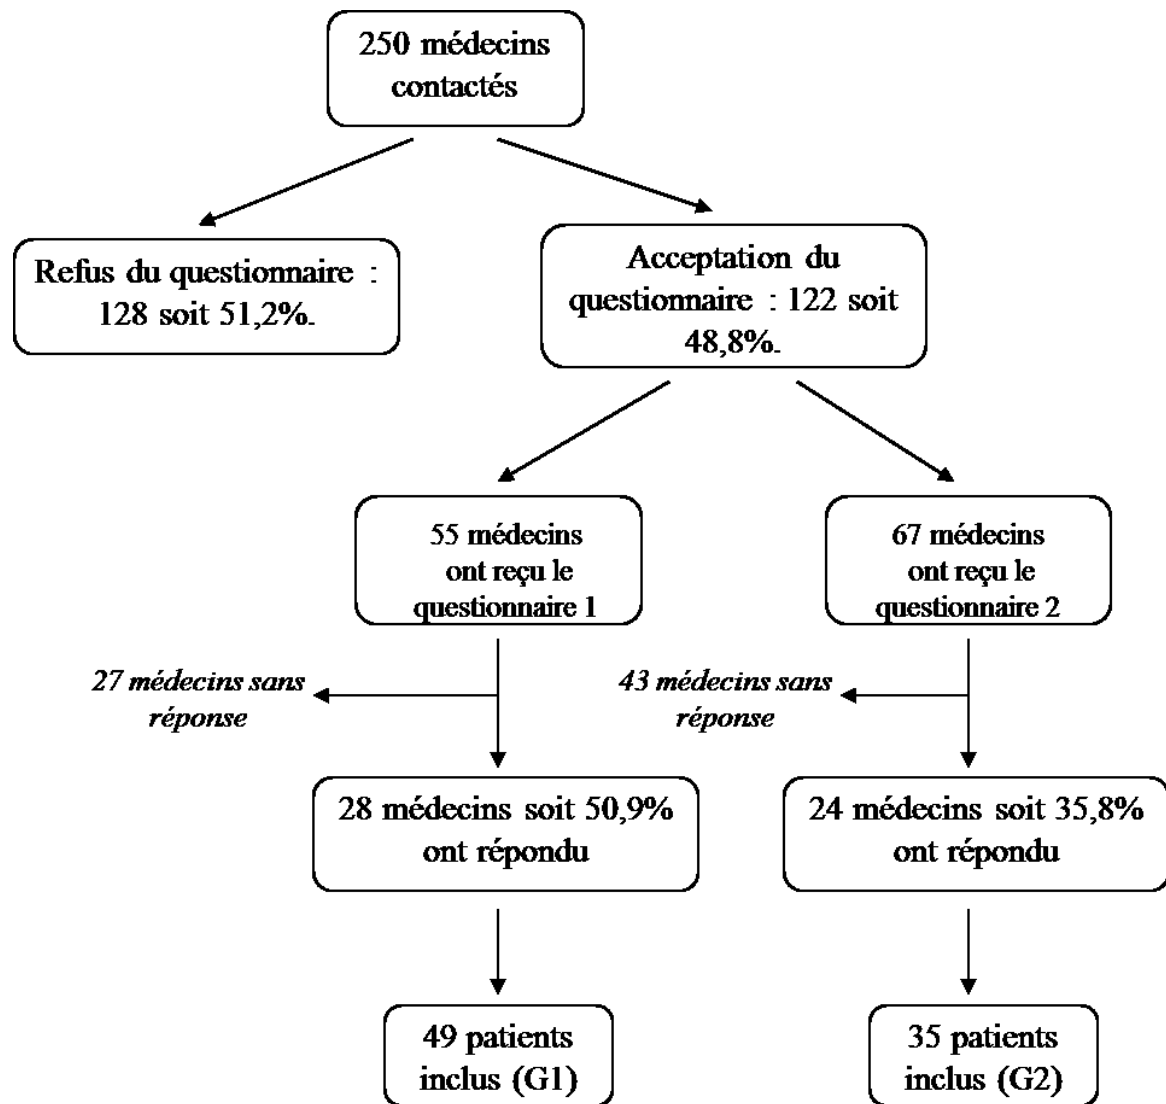 250 médecins
contactés
Refus du questionnaire :
128 soit 51,2%.
Acceptation du
questionnaire : 122 soit
48,8%.
55 médecins
ont reçu le
questionnaire 1
67 médecins
ont reçu le
questionnaire 2
27 médecins sans
réponse
43 médecins sans
réponse
28 médecins soit 50,9%
ont répondu
24 médecins soit 35,8%
ont répondu
49 patients
inclus (G1)
35 patients
inclus (G2)